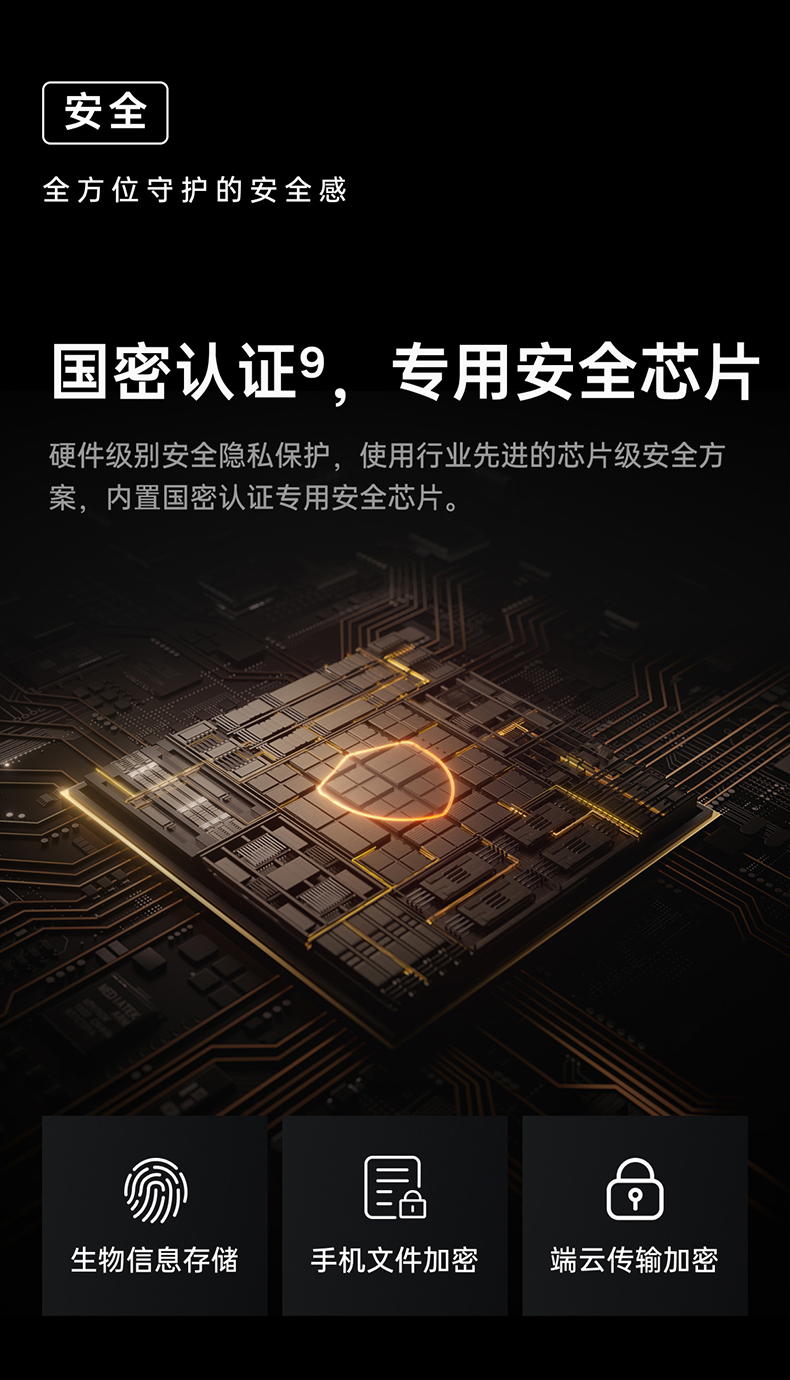 安全
全方位守护的安全感
国密认证⁹，专用安全芯片
硬件级别安全隐私保护，使用行业先进的芯片级安全方
案，内置国密认证专用安全芯片。
生物信息存储
手机文件加密
端云传输加密